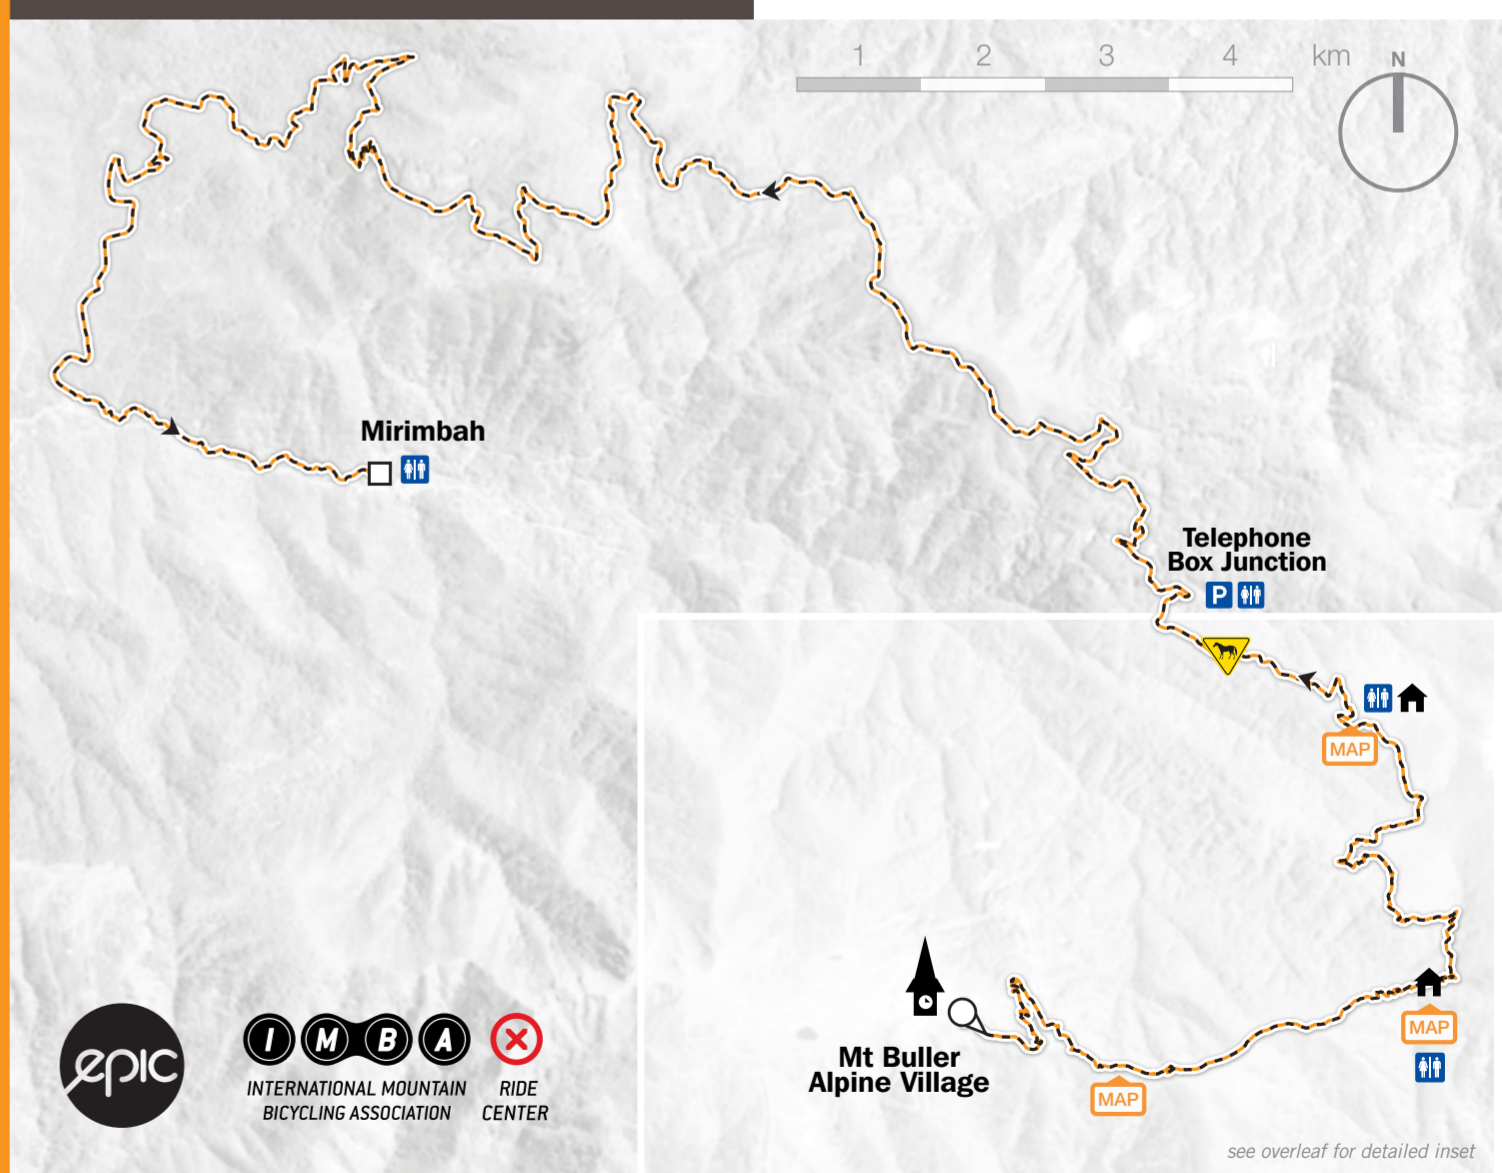 1 2 3 4 km N
Mirimbah
Telephone
Box Junction
P
MAP
MAP
Mt Buller
Alpine Village
MAP
epic
IMBA
INTERNATIONAL MOUNTAIN
BICYCLING ASSOCIATION
RIDE
CENTER
see overleaf for detailed inset